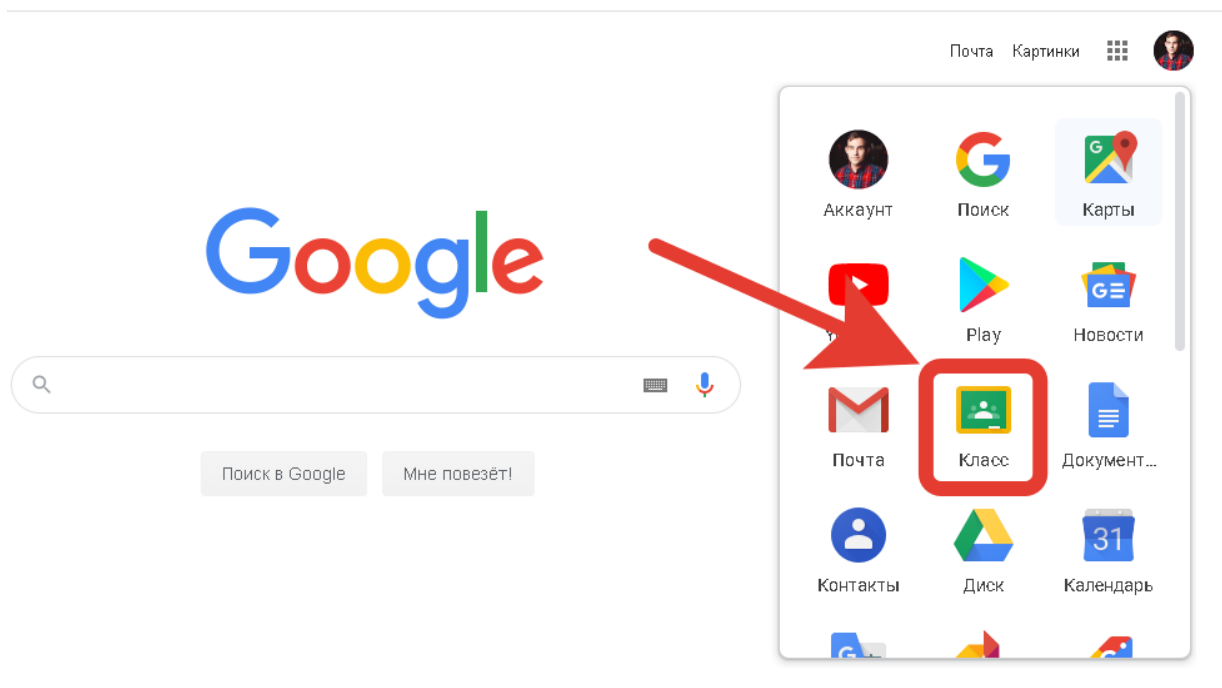 Почта Картинки
Аккаунт Поиск Карты
Google
Play Новости
Почта Класс Документ...
Поиск в Google Мне повезёт!
31
Контакты Диск Календарь